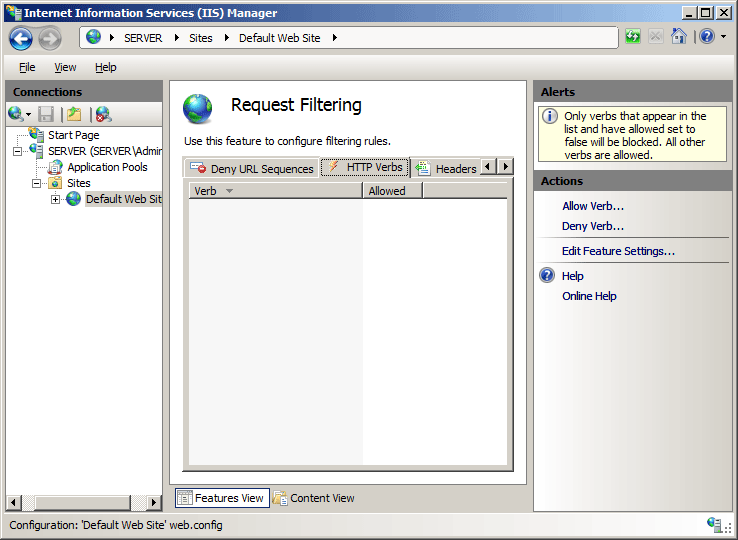 Internet Information Services (IIS) Manager
SERVER Sites Default Web Site
File View Help
Connections
Start Page
SERVER (SERVER\Admir
Application Pools
Sites
Default Web Sit
Request Filtering
Use this feature to configure filtering rules.
Deny URL Sequences HTTP Verbs Headers
Verb Allowed
Features View Content View
Alerts
Only verbs that appear in the
list and have allowed set to
false will be blocked. All other
verbs are allowed.
Actions
Allow Verb...
Deny Verb...
Edit Feature Settings...
Help
Online Help
Configuration: 'Default Web Site' web.config